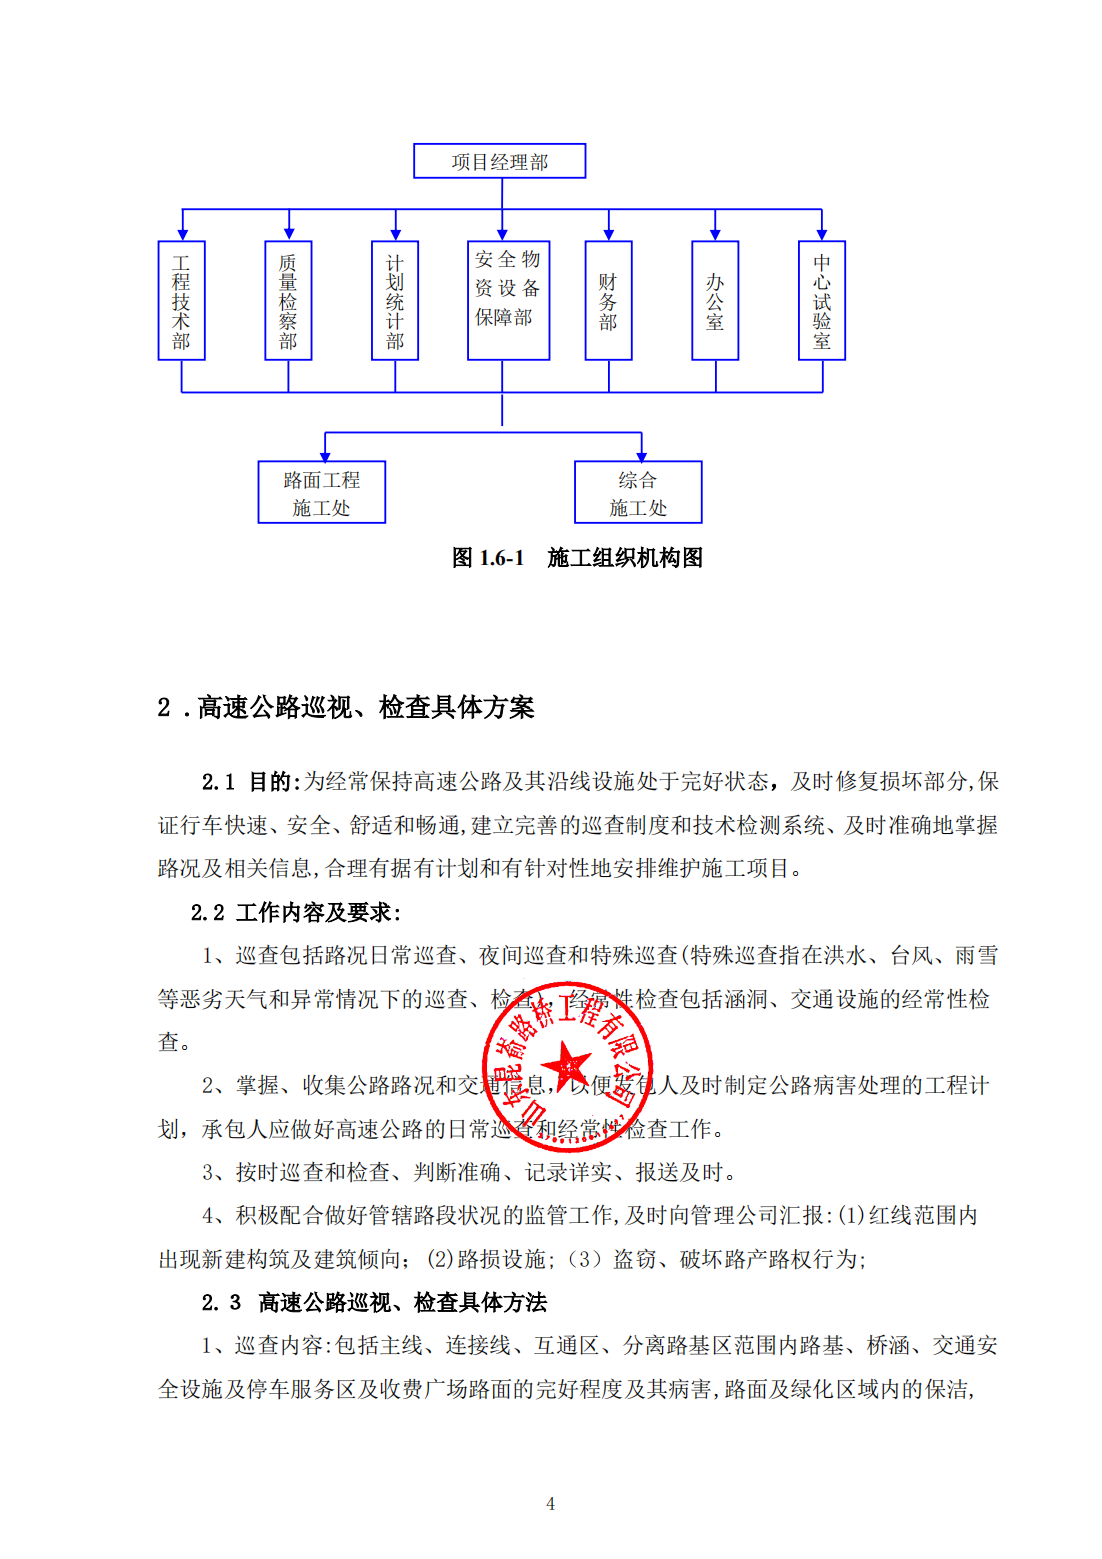 项目经理部
工程技术部
质量检察部
计划统计部
安全物
资设备
保障部
财务部
办公室
中心试验室
路面工程
施工处
综合
施工处
图 1.6-1 施工组织机构图
2 .高速公路巡视、检查具体方案
2.1 目的:为经常保持高速公路及其沿线设施处于完好状态,及时修复损坏部分,保
证行车快速、安全、舒适和畅通,建立完善的巡查制度和技术检测系统、及时准确地掌握
路况及相关信息,合理有据有计划和有针对性地安排维护施工项目。
2.2 工作内容及要求:
1、巡查包括路况日常巡查、夜间巡查和特殊巡查(特殊巡查指在洪水、台风、雨雪
等恶劣天气和异常情况下的巡查、检查),经常性检查包括涵洞、交通设施的经常性检
查。
2、掌握、收集公路路况和交通信息,以便发包人及时制定公路病害处理的工程计
划，承包人应做好高速公路的日常巡查和经常性检查工作。
山东昆嵛路桥工程有限公司
3、按时巡查和检查、判断准确、记录详实、报送及时。
4、积极配合做好管辖路段状况的监管工作,及时向管理公司汇报:(1)红线范围内
出现新建构筑及建筑倾向；(2)路损设施;（3）盗窃、破坏路产路权行为;
2.3 高速公路巡视、检查具体方法
1、巡查内容:包括主线、连接线、互通区、分离路基区范围内路基、桥涵、交通安
全设施及停车服务区及收费广场路面的完好程度及其病害,路面及绿化区域内的保洁,
4